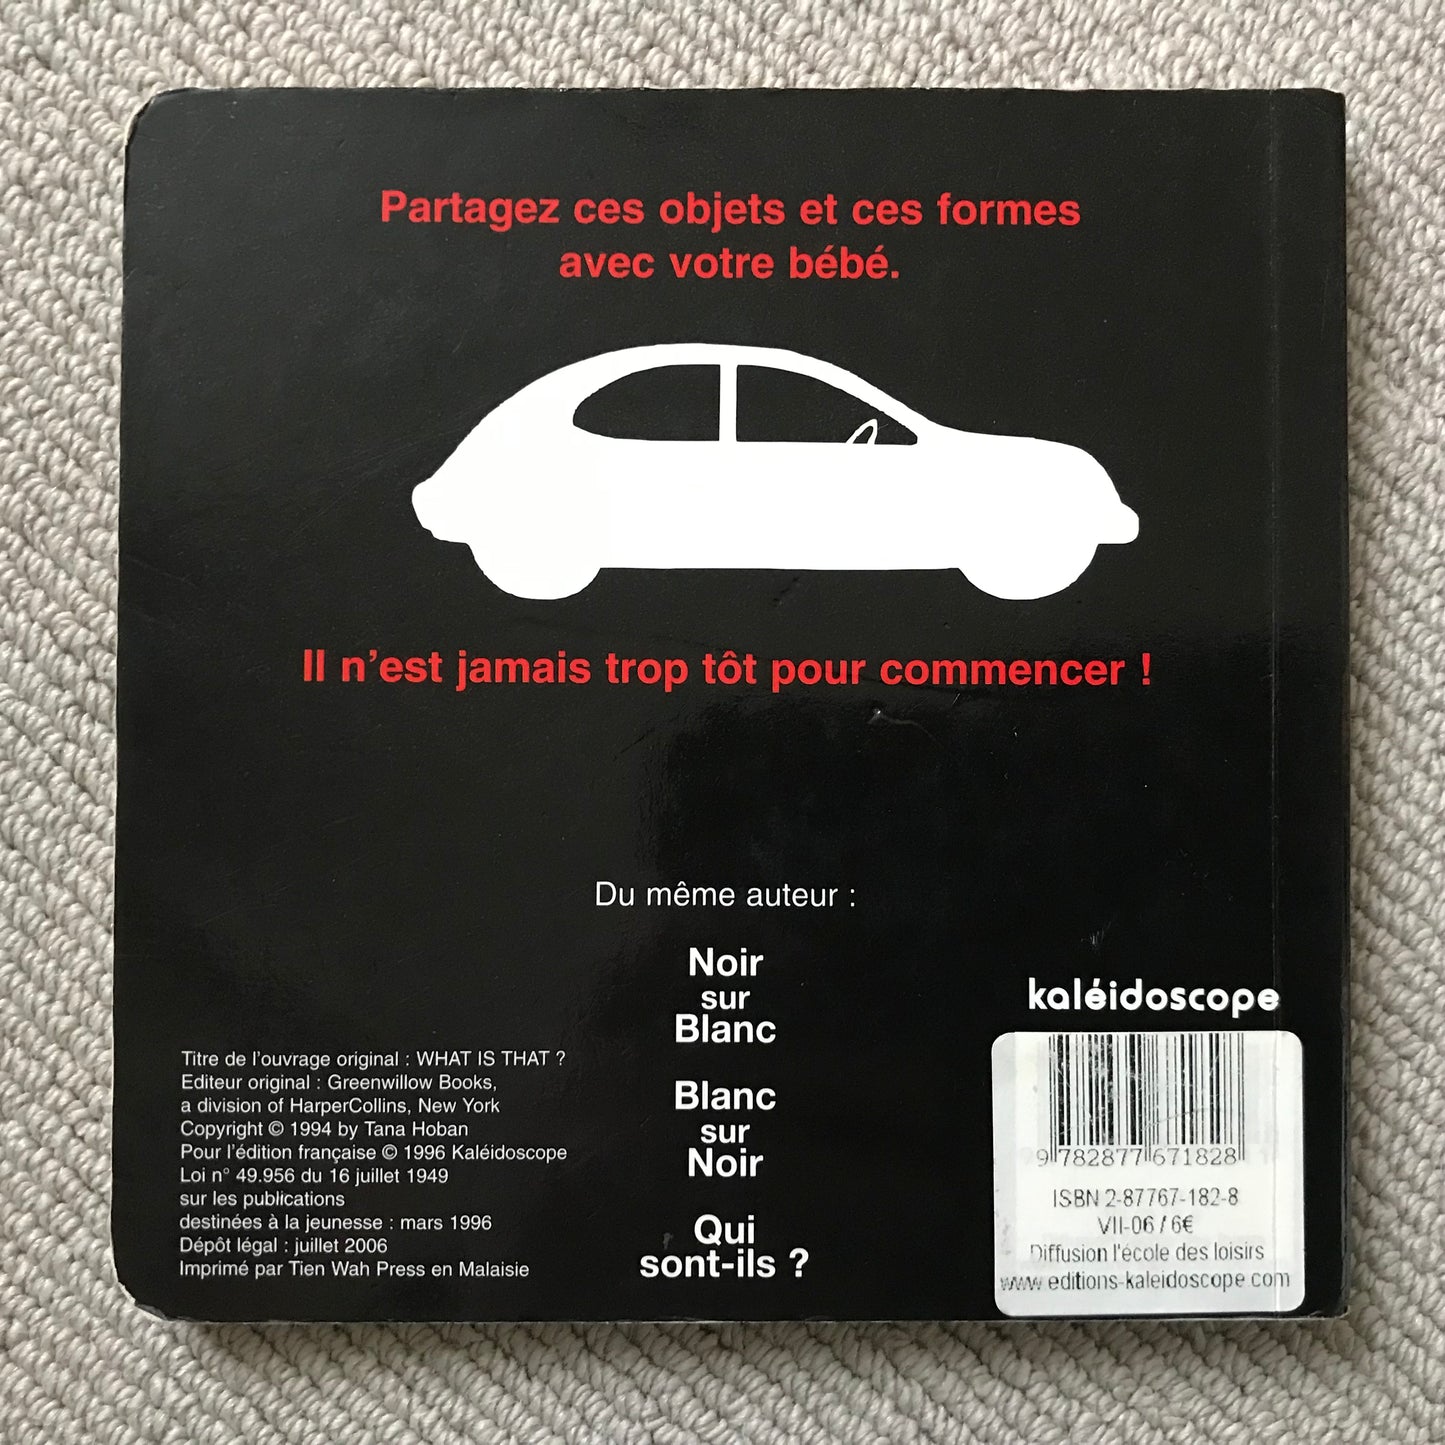 Partagez ces objets et ces formes
avec votre bébé.
Il n'est jamais trop tôt pour commencer !
Du même auteur :
Noir
sur
Blanc
Blanc
sur
Noir
Qui
sont-ils ?
Titre de l'ouvrage original : WHAT IS THAT ?
Editeur original : Greenwillow Books,
a division of HarperCollins, New York
Copyright © 1994 by Tana Hoban
Pour l'édition française © 1996 Kaléidoscope
Loi n° 49.956 du 16 juillet 1949
sur les publications
destinées à la jeunesse : mars 1996
Dépôt légal : juillet 2006
Imprimé par Tien Wah Press en Malaisie
kaléidoscope
9 782877 671828
ISBN 2-87767-182-8
VII-06 / 6€
Diffusion l'école des loisirs
www.editions-kaleidoscope.com